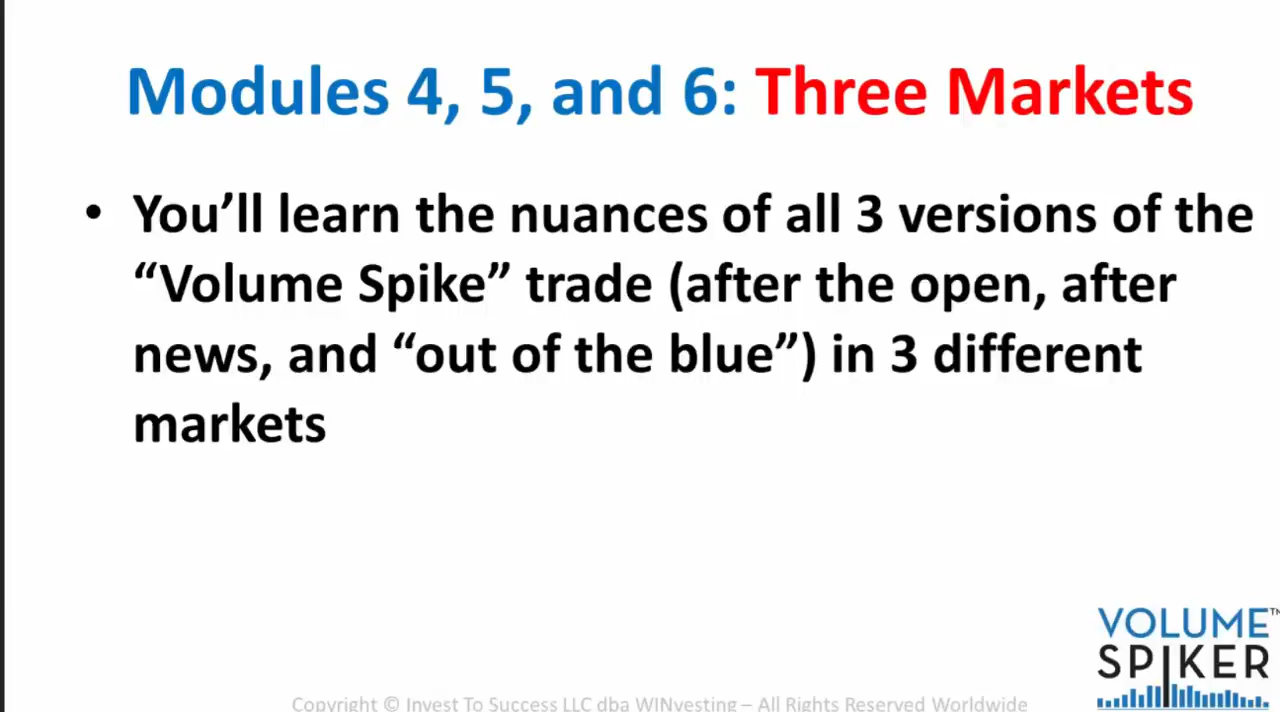 Modules 4, 5, and 6: Three Markets
• You’ll learn the nuances of all 3 versions of the
“Volume Spike” trade (after the open, after
news, and “out of the blue”) in 3 different
markets
VOLUME™
SPIKER
Copyright © Invest To Success LLC dba WINvesting – All Rights Reserved Worldwide